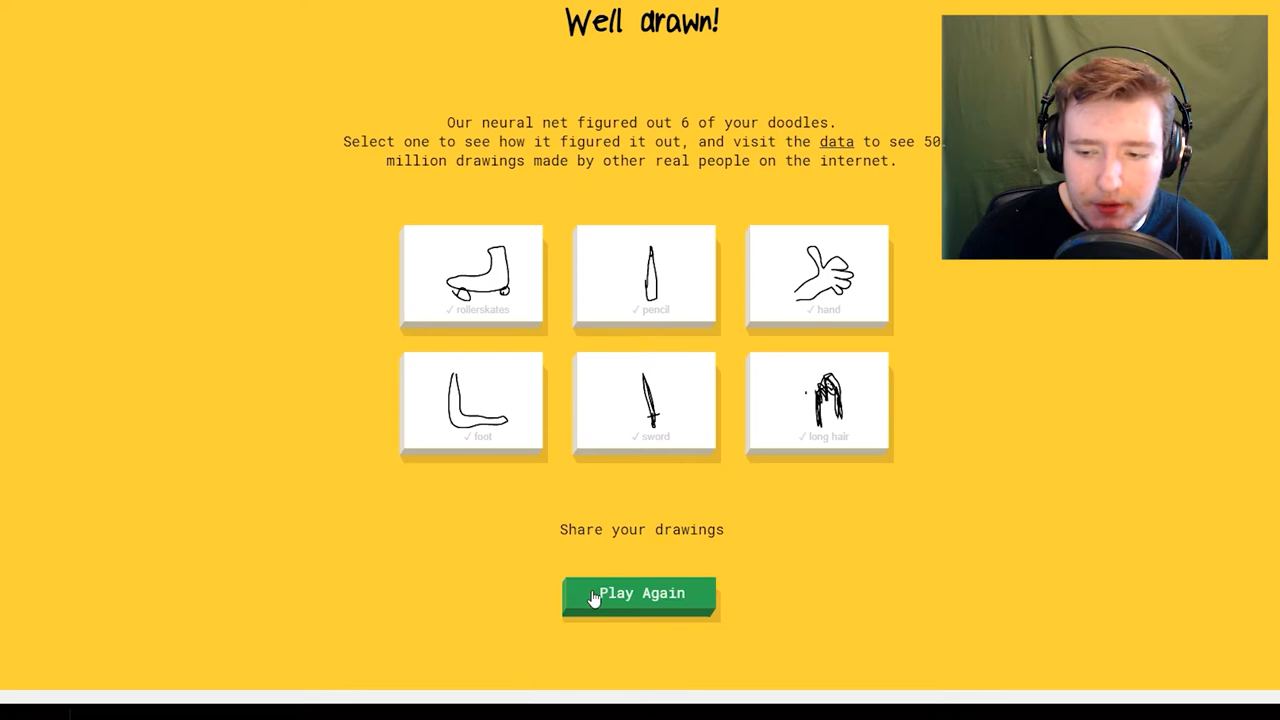 Well drawn!
Our neural net figured out 6 of your doodles.
Select one to see how it figured it out, and visit the data to see 50
million drawings made by other real people on the internet.
✓ rollerskates
✓ pencil
✓ hand
✓ foot
✓ sword
✓ long hair
Share your drawings
Play Again